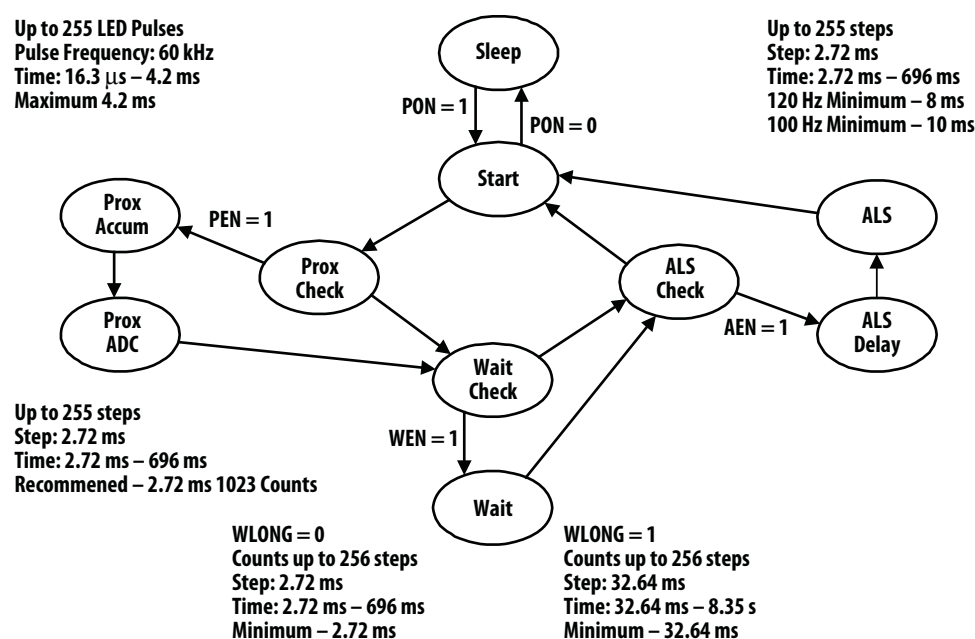 Up to 255 LED Pulses
Pulse Frequency: 60 kHz
Time: 16.3 µs – 4.2 ms
Maximum 4.2 ms
Sleep
Up to 255 steps
Step: 2.72 ms
Time: 2.72 ms – 696 ms
120 Hz Minimum – 8 ms
100 Hz Minimum – 10 ms
PON = 1
PON = 0
Start
Prox
Accum
PEN = 1
Prox
Check
ALS
Check
ALS
Prox
ADC
AEN = 1
ALS
Delay
Wait
Check
Up to 255 steps
Step: 2.72 ms
Time: 2.72 ms – 696 ms
Recommened – 2.72 ms 1023 Counts
WEN = 1
Wait
WLONG = 0
Counts up to 256 steps
Step: 2.72 ms
Time: 2.72 ms – 696 ms
Minimum – 2.72 ms
WLONG = 1
Counts up to 256 steps
Step: 32.64 ms
Time: 32.64 ms – 8.35 s
Minimum – 32.64 ms